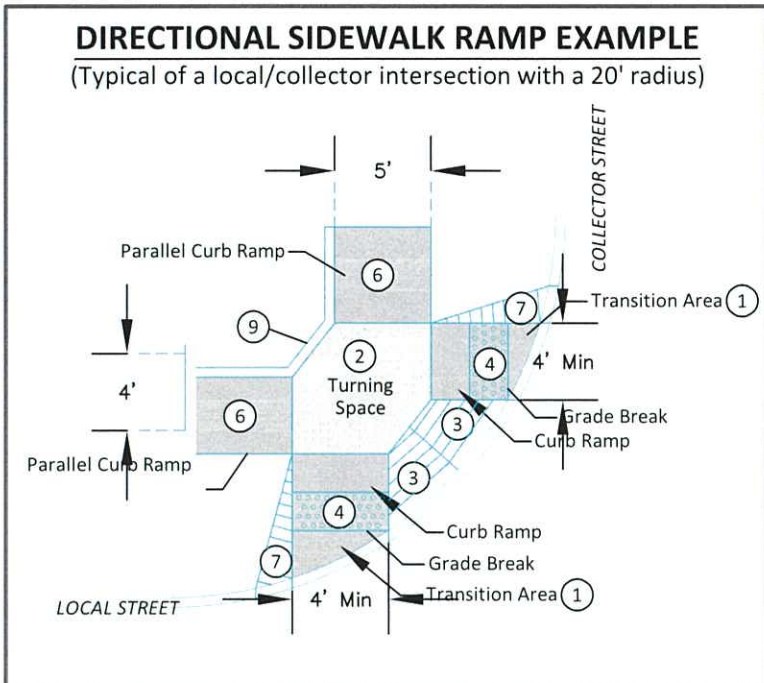 DIRECTIONAL SIDEWALK RAMP EXAMPLE
(Typical of a local/collector intersection with a 20' radius)
COLLECTOR STREET
5'
Parallel Curb Ramp
6
7
Transition Area 1
9
2
Turning
Space
4
4' Min
4'
Grade Break
6
3
Curb Ramp
Parallel Curb Ramp
3
4
Curb Ramp
Grade Break
7
Transition Area 1
LOCAL STREET
4' Min